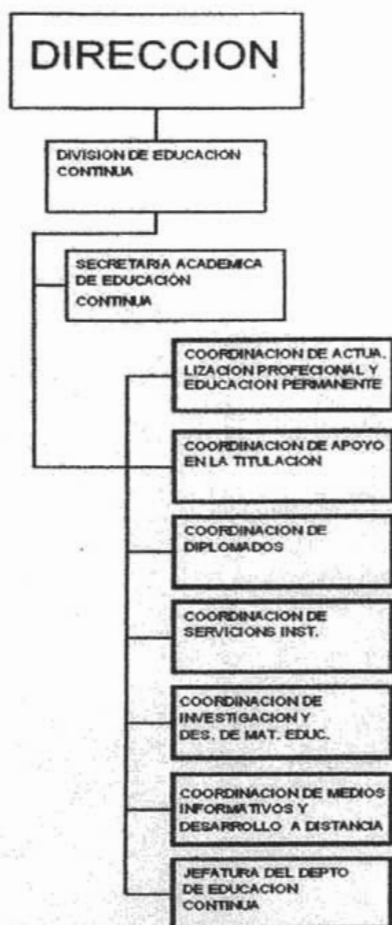 DIRECCION
DIVISION DE EDUCACION
CONTINUA
SECRETARIA ACADEMICA
DE EDUCACIÓN
CONTINUA
COORDINACION DE ACTUA.
LIZACION PROFECIONAL Y
EDUCACION PERMANENTE
COORDINACION DE APOYO
EN LA TITULACIÓN
COORDINACION DE
DIPLOMADOS
COORDINACION DE
SERVICIONS INST.
COORDINACION DE
INVESTIGACION Y
DES. DE MAT. EDUC.
COORDINACION DE MEDIOS
INFORMATIVOS Y
DESARROLLO A DISTANCIA
JEFATURA DEL DEPTO
DE EDUCACION
CONTINUA